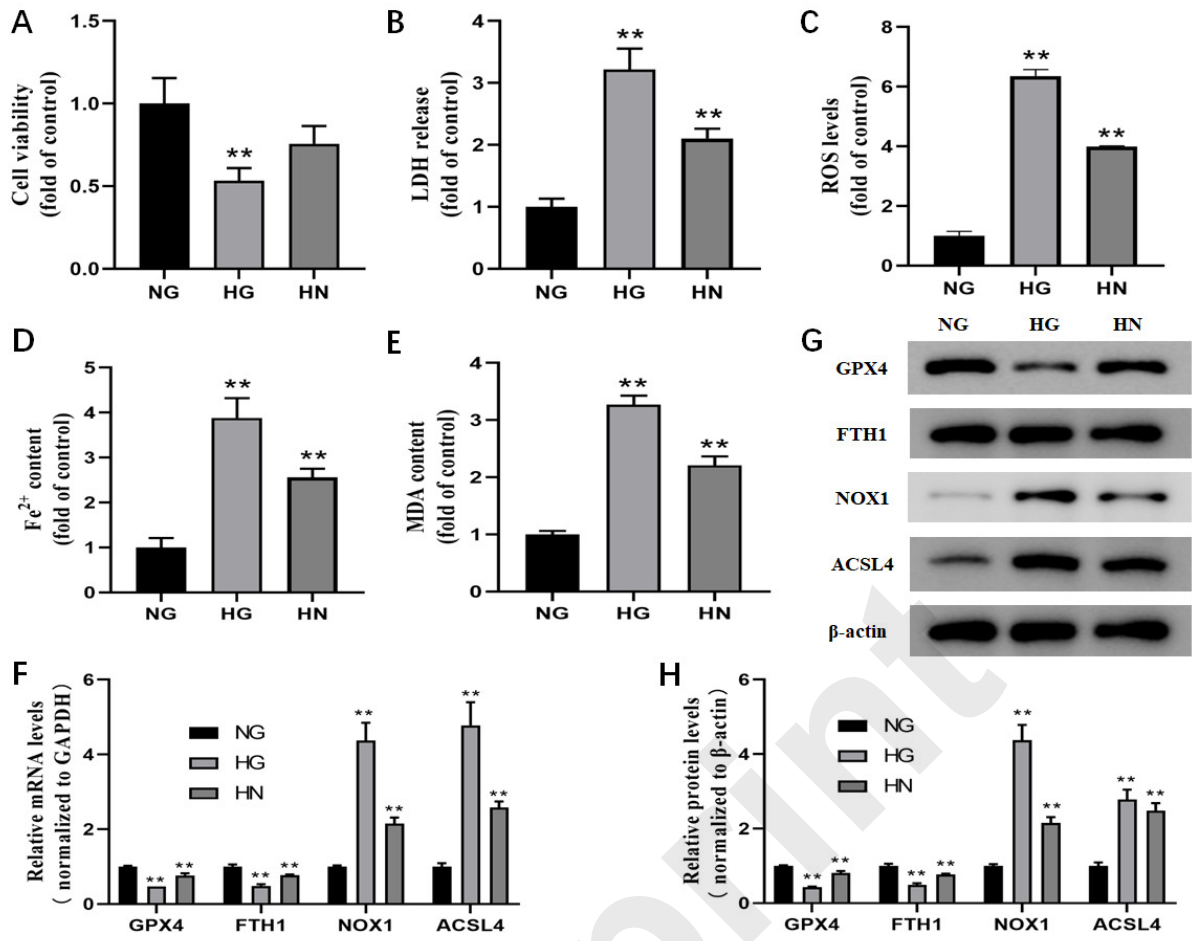 A
Cell viability
(fold of control)
1.5
1.0
0.5
0.0
**
NG HG HN
B
LDH release
(fold of control)
4
3
2
1
0
**
**
NG HG HN
C
ROS levels
(fold of control)
8
6
4
2
0
**
**
NG HG HN
D
Fe2+ content
(fold of control)
5
4
3
2
1
0
**
**
NG HG HN
E
MDA content
(fold of control)
4
3
2
1
0
**
**
NG HG HN
G
NG HG HN
GPX4
FTH1
NOX1
ACSL4
β-actin
F
Relative mRNA levels
( normalized to GAPDH)
6
4
2
0
NG
HG
HN
** ** ** ** ** ** ** **
GPX4 FTH1 NOX1 ACSL4
H
Relative protein levels
( normalized to β-actin)
6
4
2
0
NG
HG
HN
** ** ** ** ** ** ** **
GPX4 FTH1 NOX1 ACSL4
print